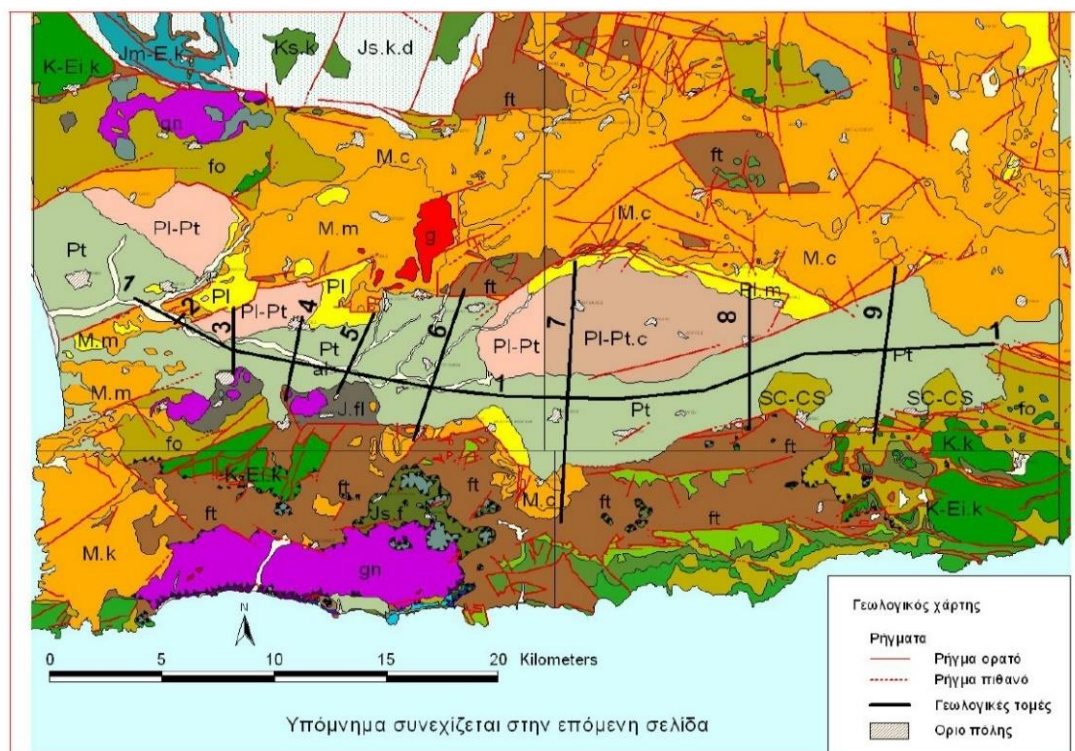 K-Ei.k
Jm-E.k
Ks.k
Js.k.d
gn
ft
fo
M.c
ft
Pl-Pt
M.m
g
M.c
Pt
M.c
Pl
Pl
ft
Pl.m
1
2
3
4
5
6
7
8
9
1
Pl-Pt
Pl-Pt
Pl-Pt.c
M.m
Pt
al
1
Pt
M.m
J.fl
Pt
SC-CS
SC-CS
fo
fo
K-Ei.k
K.k
ft
ft
Js.f
M.c
ft
ft
K-Ei.k
M.k
gn
N
0 5 10 15 20 Kilometers
Υπόμνημα συνεχίζεται στην επόμενη σελίδα
Γεωλογικός χάρτης
Ρήγματα
Ρήγμα ορατό
Ρήγμα πιθανό
Γεωλογικές τομές
Οριο πόλης